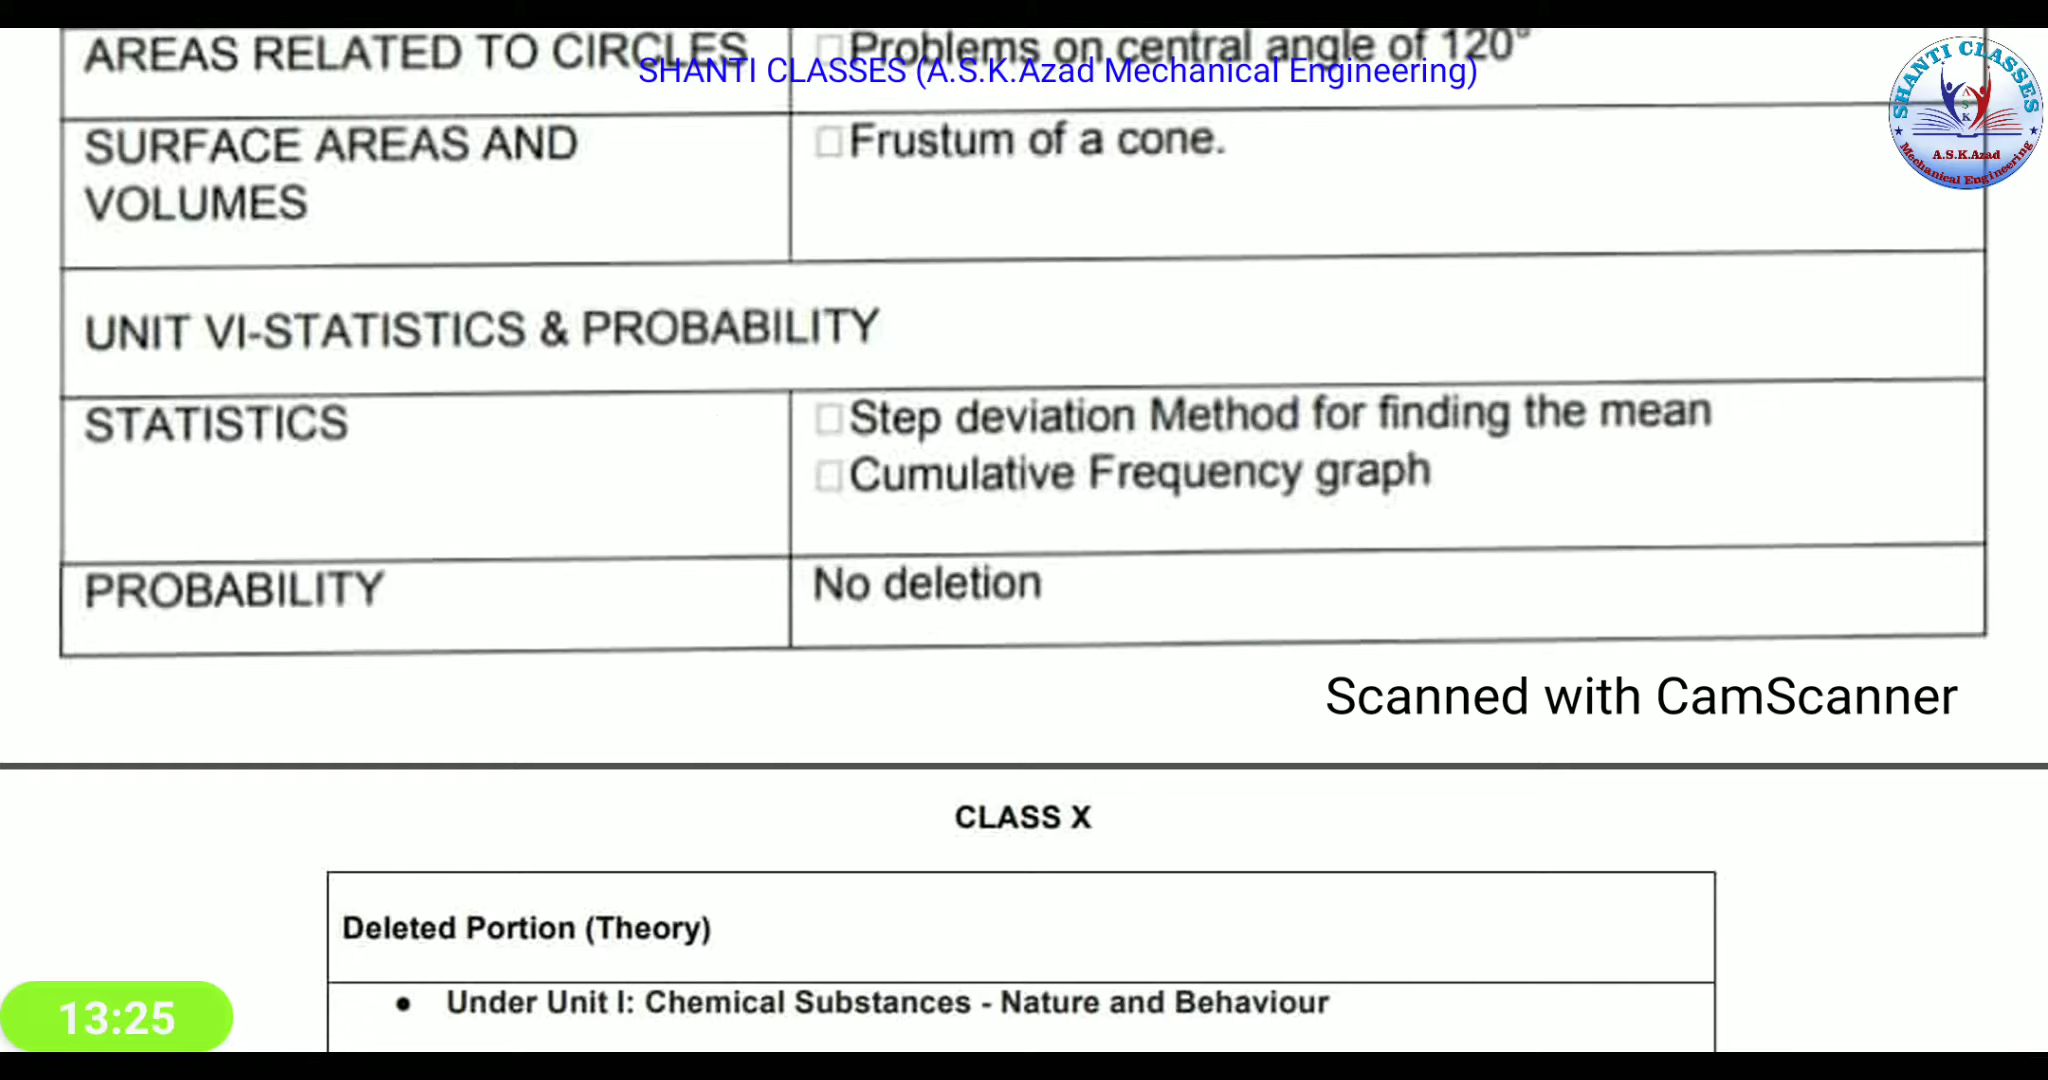 AREAS RELATED TO CIRCLES
Problems on central angle of 120°
SHANTI CLASSES (A.S.K.Azad Mechanical Engineering)
SHANTI CLASSES
A
S
K
A.S.K.Azad
Mechanical Engineering
SURFACE AREAS AND
VOLUMES
Frustum of a cone.
UNIT VI-STATISTICS & PROBABILITY
STATISTICS
Step deviation Method for finding the mean
Cumulative Frequency graph
PROBABILITY
No deletion
Scanned with CamScanner
CLASS X
Deleted Portion (Theory)
• Under Unit I: Chemical Substances - Nature and Behaviour
13:25